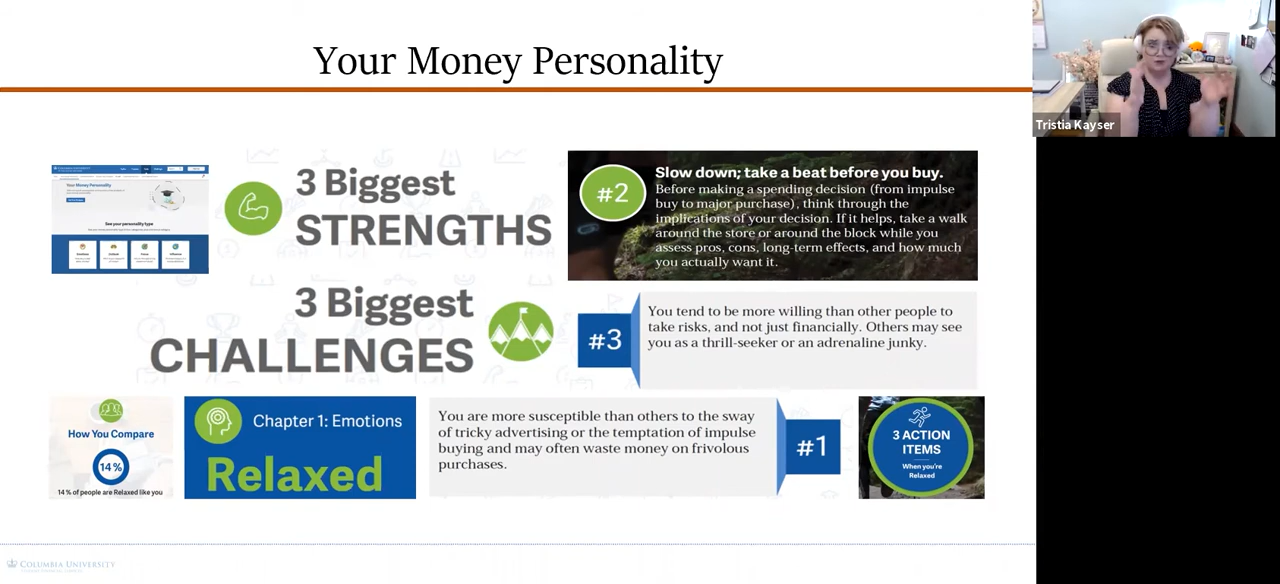 Your Money Personality
Tristia Kayser
Your Money Personality
See your personality type
3 Biggest
STRENGTHS
#2
Slow down; take a beat before you buy.
Before making a spending decision (from impulse
buy to major purchase), think through the
implications of your decision. If it helps, take a walk
around the store or around the block while you
assess pros, cons, long-term effects, and how much
you actually want it.
3 Biggest
CHALLENGES
#3
You tend to be more willing than other people to
take risks, and not just financially. Others may see
you as a thrill-seeker or an adrenaline junky.
How You Compare
14 %
14 % of people are Relaxed like you
Chapter 1: Emotions
Relaxed
You are more susceptible than others to the sway
of tricky advertising or the temptation of impulse
buying and may often waste money on frivolous
purchases.
#1
3 ACTION
ITEMS
When you're
Relaxed
COLUMBIA UNIVERSITY